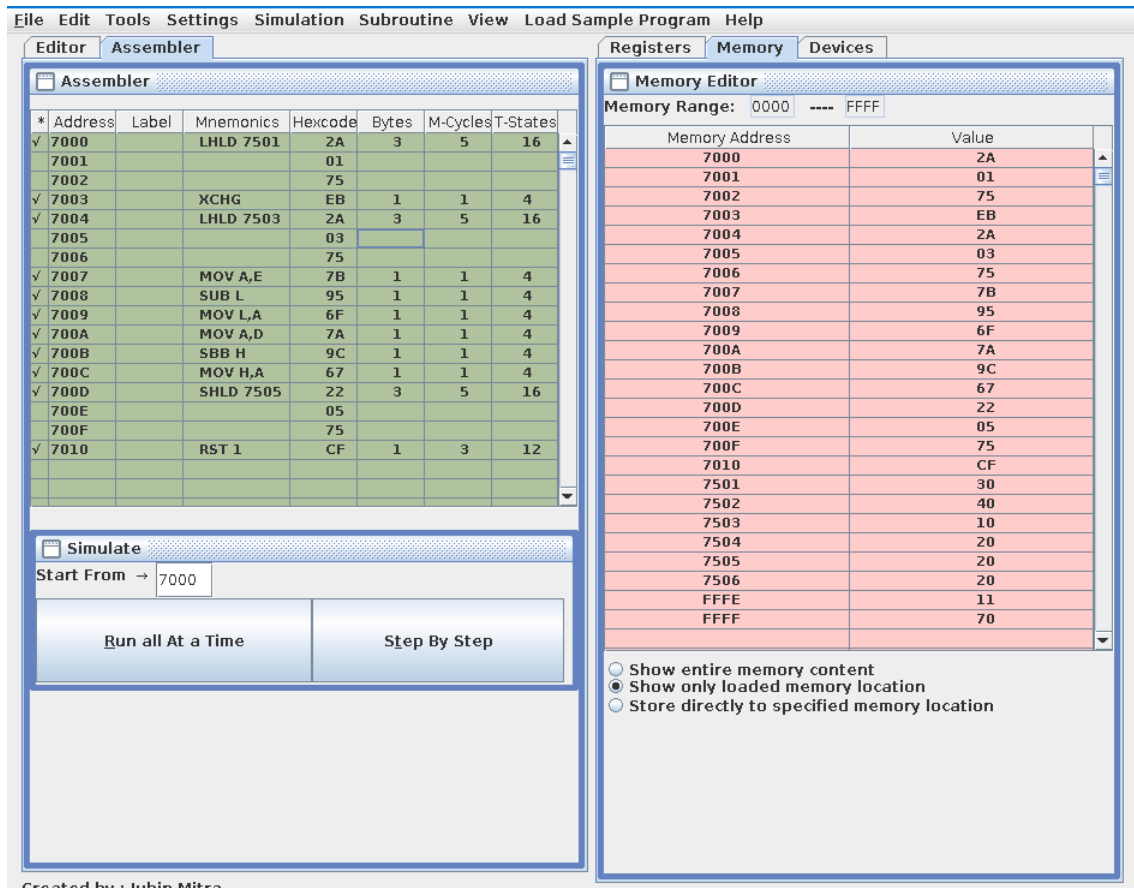 File Edit Tools Settings Simulation Subroutine View Load Sample Program Help
Editor Assembler
Assembler
* Address Label Mnemonics Hexcode Bytes M-Cycles T-States
√ 7000 LHLD 7501 2A 3 5 16
7001 01
7002 75
√ 7003 XCHG EB 1 1 4
√ 7004 LHLD 7503 2A 3 5 16
7005 03
7006 75
√ 7007 MOV A,E 7B 1 1 4
√ 7008 SUB L 95 1 1 4
√ 7009 MOV L,A 6F 1 1 4
√ 700A MOV A,D 7A 1 1 4
√ 700B SBB H 9C 1 1 4
√ 700C MOV H,A 67 1 1 4
√ 700D SHLD 7505 22 3 5 16
700E 05
700F 75
√ 7010 RST 1 CF 1 3 12
Simulate
Start From → 7000
Run all At a Time Step By Step
Registers Memory Devices
Memory Editor
Memory Range: 0000 ---- FFFF
Memory Address Value
7000 2A
7001 01
7002 75
7003 EB
7004 2A
7005 03
7006 75
7007 7B
7008 95
7009 6F
700A 7A
700B 9C
700C 67
700D 22
700E 05
700F 75
7010 CF
7501 30
7502 40
7503 10
7504 20
7505 20
7506 20
FFFE 11
FFFF 70
Show entire memory content
Show only loaded memory location
Store directly to specified memory location
Created by : Jubin Mitra